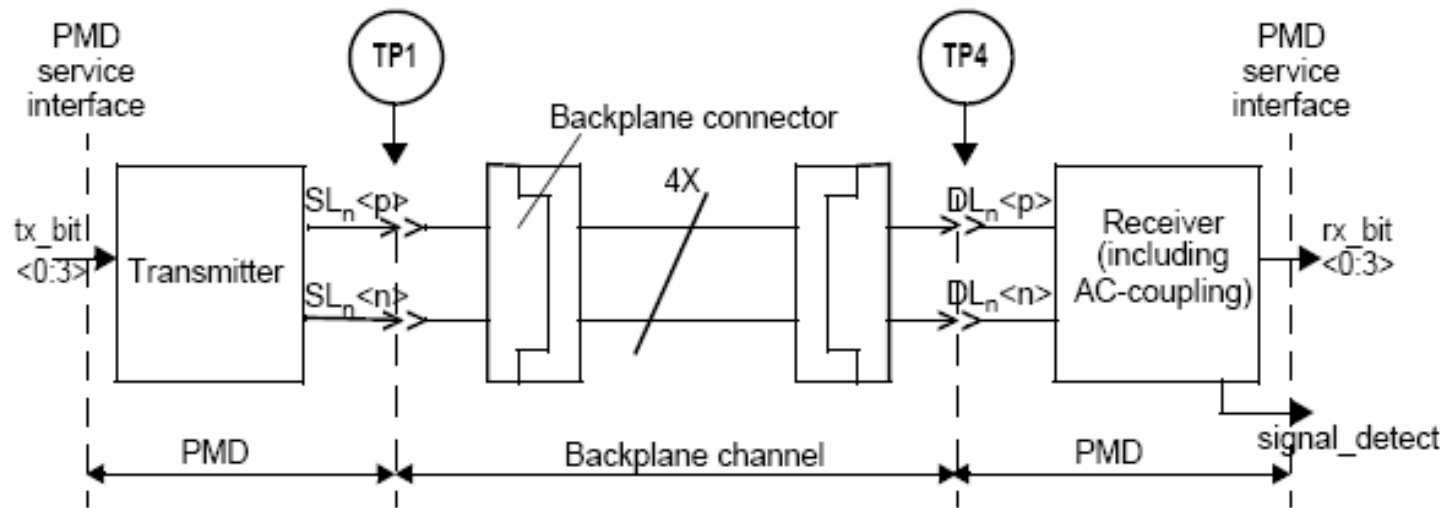 PMD
service
interface
TP1
TP4
PMD
service
interface
Backplane connector
4X
SLn<p>
DLn<p>
tx_bit
<0:3>
Transmitter
Receiver
(including
AC-coupling)
rx_bit
<0:3>
SLn<n>
DLn<n>
signal_detect
PMD
Backplane channel
PMD